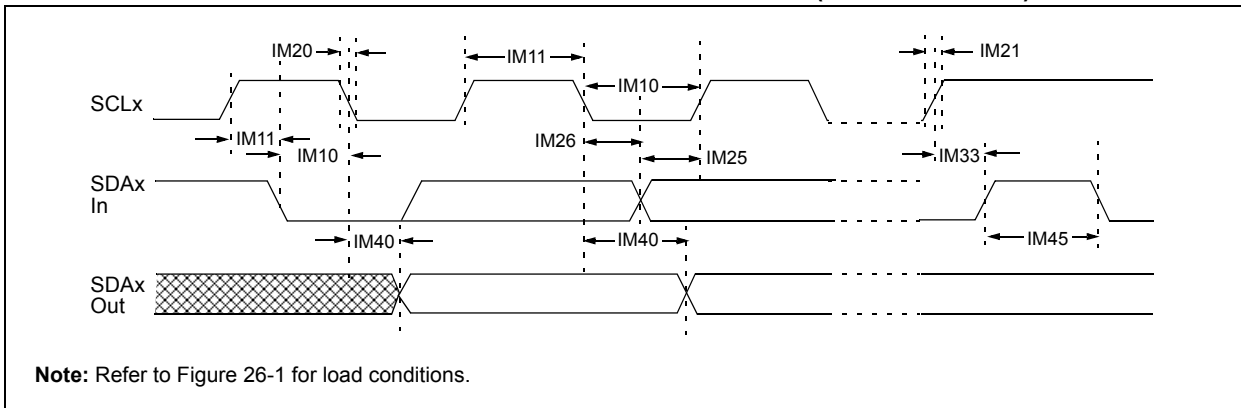 IM20
IM11
IM21
IM10
SCLx
IM11
IM26
IM10
IM25
IM33
SDAx
In
IM40
IM40
IM45
SDAx
Out
Note: Refer to Figure 26-1 for load conditions.